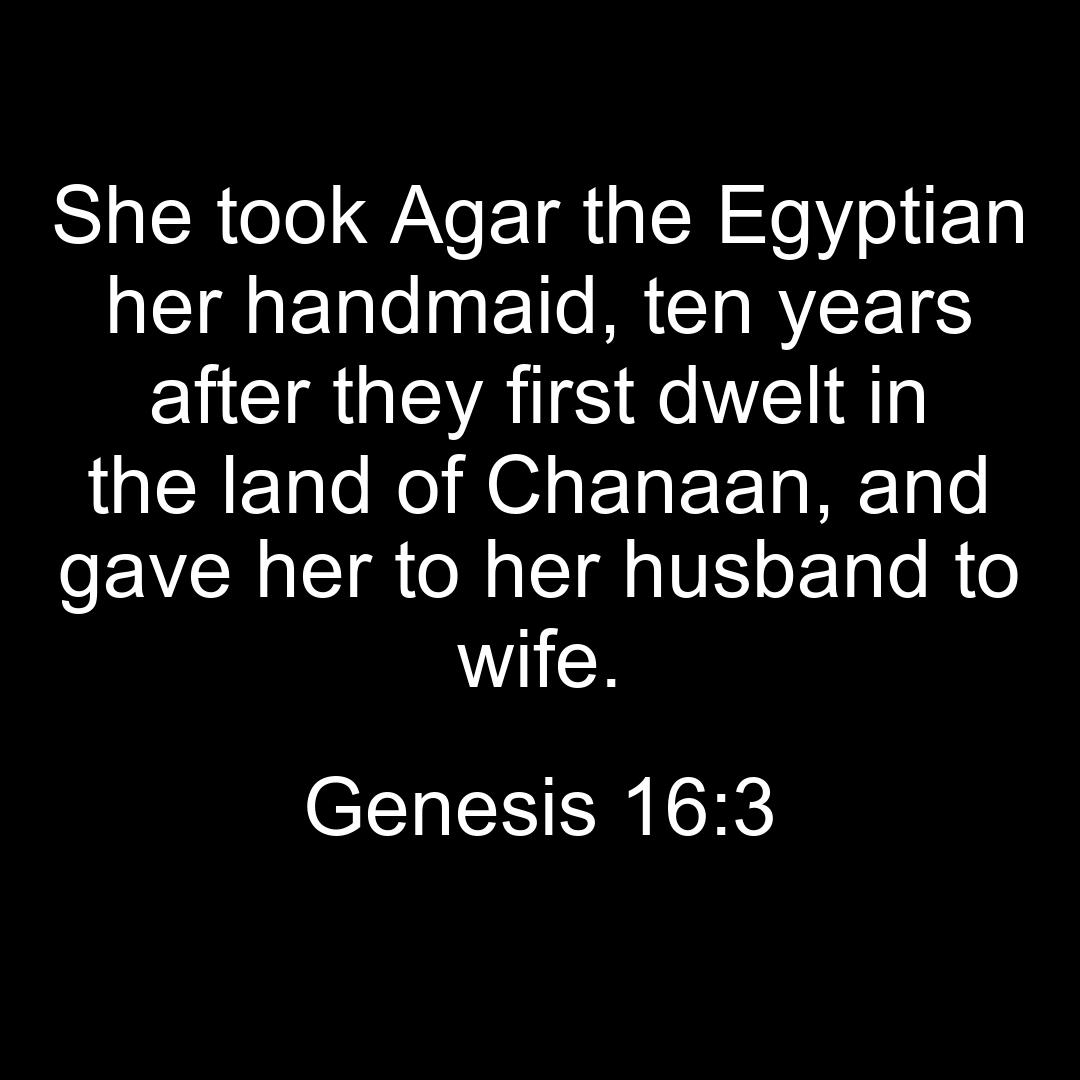 She took Agar the Egyptian
her handmaid, ten years
after they first dwelt in
the land of Chanaan, and
gave her to her husband to
wife.
Genesis 16:3